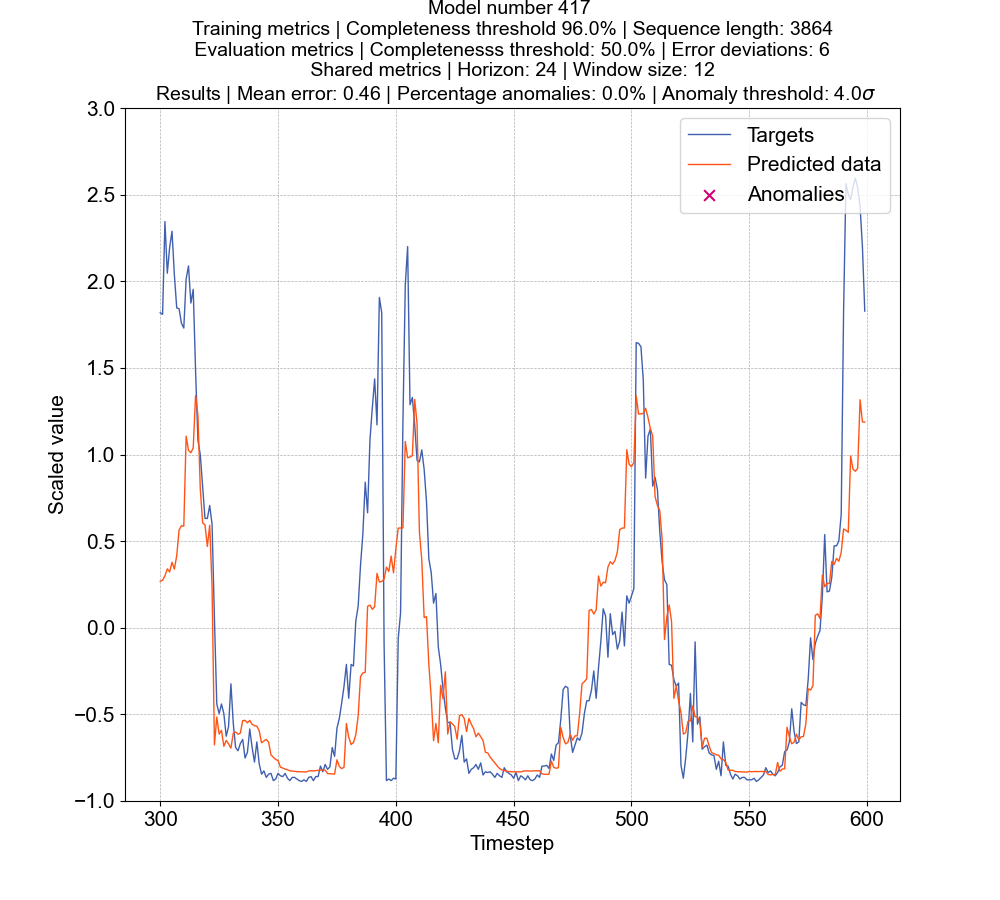 Model number 417
Training metrics | Completeness threshold 96.0% | Sequence length: 3864
Evaluation metrics | Completenesss threshold: 50.0% | Error deviations: 6
Shared metrics | Horizon: 24 | Window size: 12
Results | Mean error: 0.46 | Percentage anomalies: 0.0% | Anomaly threshold: 4.0σ
3.0
2.5
2.0
1.5
1.0
0.5
0.0
−0.5
−1.0
Scaled value
Targets
Predicted data
Anomalies
300 350 400 450 500 550 600
Timestep